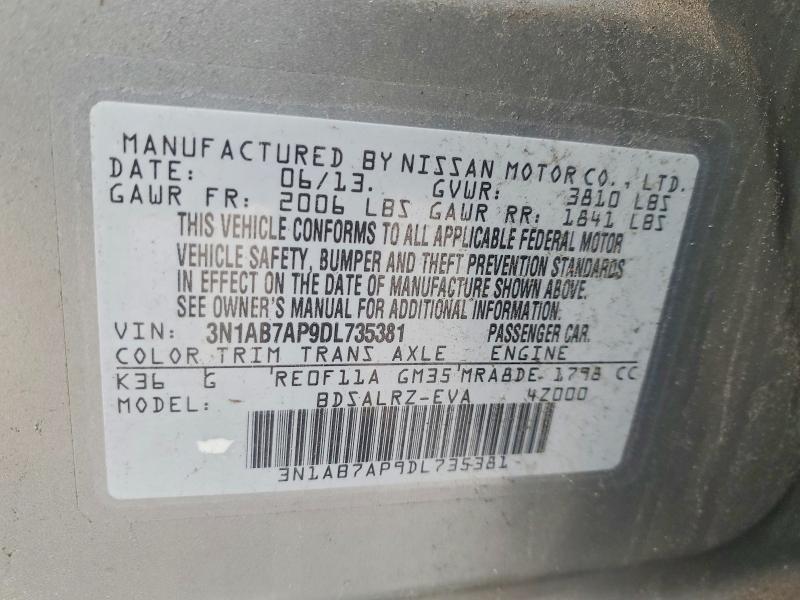 MANUFACTURED BY NISSAN MOTOR CO., LTD.
DATE: 06/13. GVWR: 3810 LBS
GAWR FR: 2006 LBS GAWR RR: 1841 LBS
THIS VEHICLE CONFORMS TO ALL APPLICABLE FEDERAL MOTOR
VEHICLE SAFETY, BUMPER AND THEFT PREVENTION STANDARDS
IN EFFECT ON THE DATE OF MANUFACTURE SHOWN ABOVE.
SEE OWNER'S MANUAL FOR ADDITIONAL INFORMATION.
VIN: 3N1AB7AP9DL735381 PASSENGER CAR.
COLOR TRIM TRANS AXLE ENGINE
K36 G RE0F11A GM35 MRA8DE 1798 CC
MODEL: BDSALRZ-EVA 4Z000
3N1AB7AP9DL735381